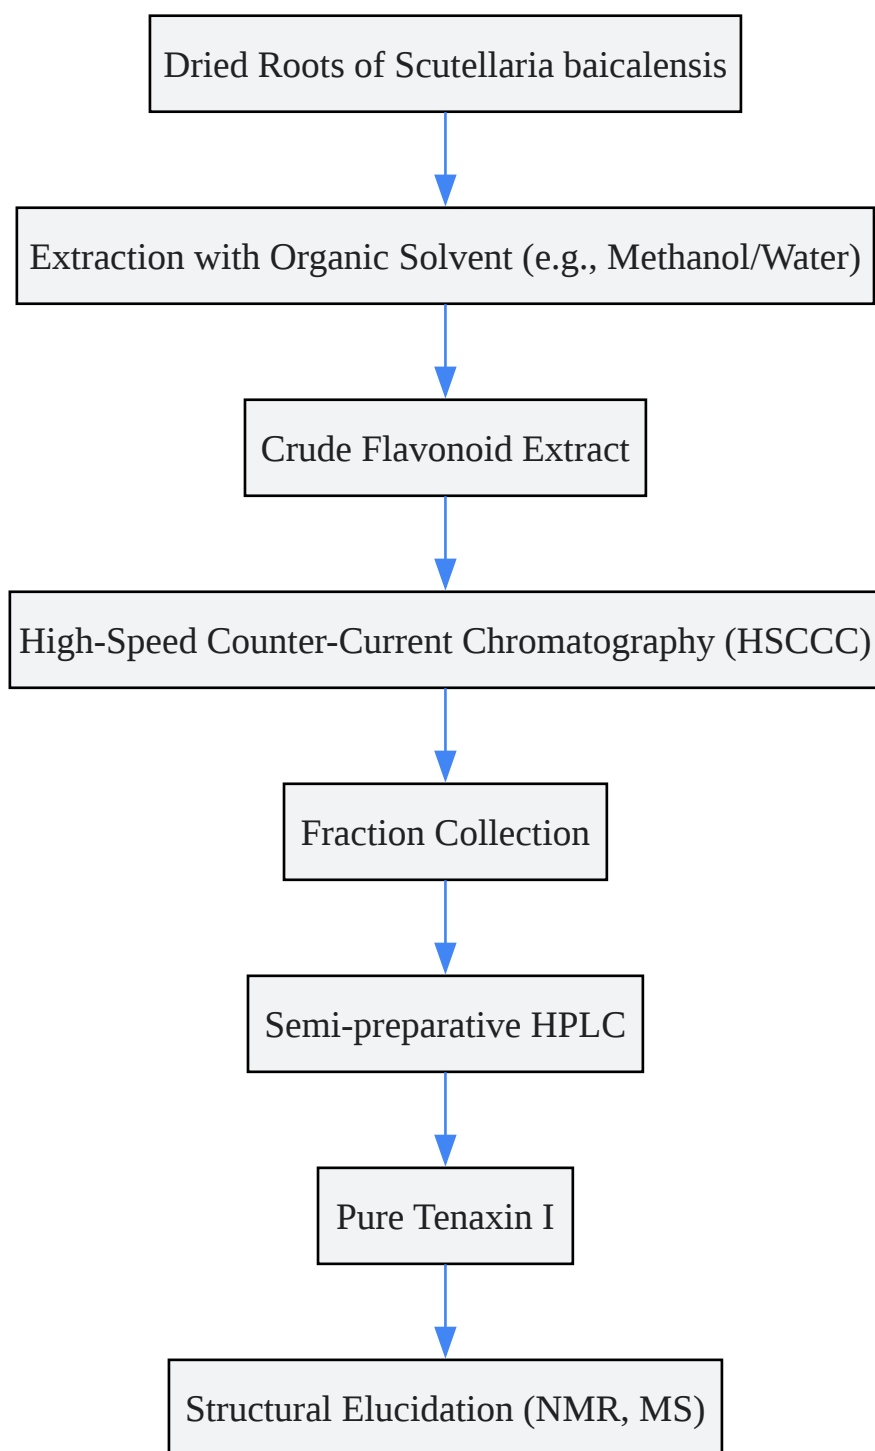 Dried Roots of Scutellaria baicalensis
Extraction with Organic Solvent (e.g., Methanol/Water)
Crude Flavonoid Extract
High-Speed Counter-Current Chromatography (HSCCC)
Fraction Collection
Semi-preparative HPLC
Pure Tenaxin I
Structural Elucidation (NMR, MS)